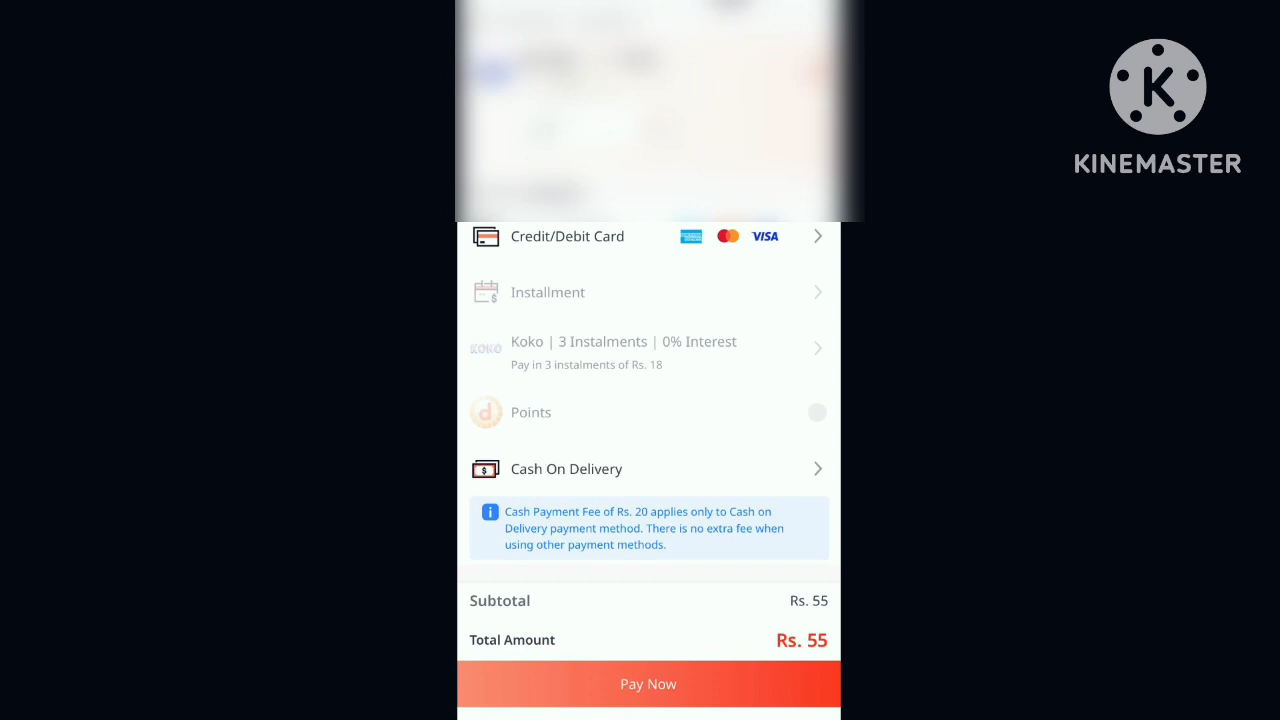 KINEMASTER
Credit/Debit Card VISA
Installment
KOKO Koko | 3 Instalments | 0% Interest
Pay in 3 instalments of Rs. 18
Points
Cash On Delivery
Cash Payment Fee of Rs. 20 applies only to Cash on
Delivery payment method. There is no extra fee when
using other payment methods.
Subtotal Rs. 55
Total Amount Rs. 55
Pay Now